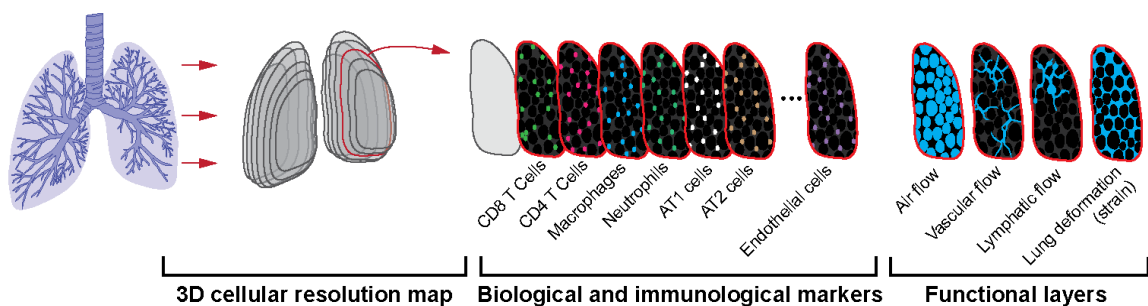 CD8 T Cells
CD4 T Cells
Macrophages
Neutrophils
AT1 cells
AT2 cells
...
Endothelial cells
Air flow
Vascular flow
Lymphatic flow
Lung deformation
(strain)
3D cellular resolution map
Biological and immunological markers
Functional layers